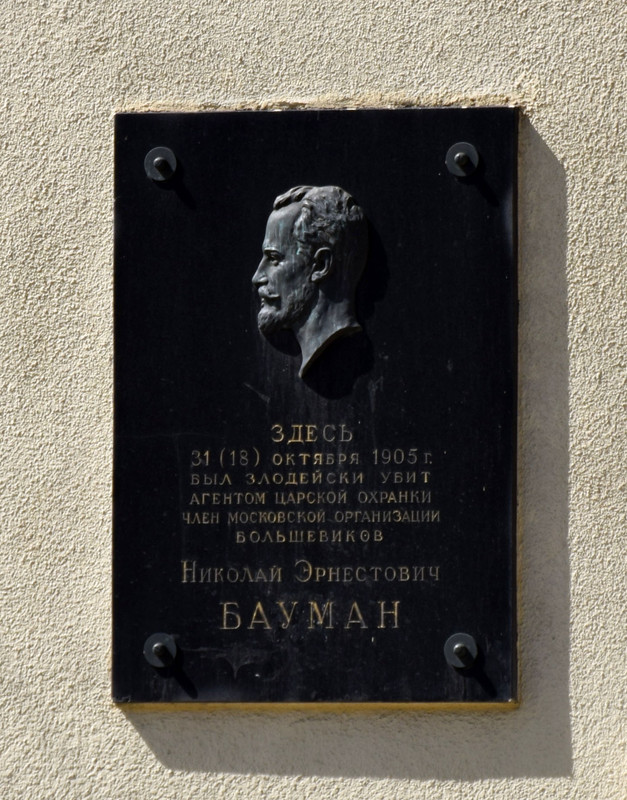 ЗДЕСЬ
31 (18) ОКТЯБРЯ 1905 Г.
БЫЛ ЗЛОДЕЙСКИ УБИТ
АГЕНТОМ ЦАРСКОЙ ОХРАНКИ
ЧЛЕН МОСКОВСКОЙ ОРГАНИЗАЦИИ
БОЛЬШЕВИКОВ
НИКОЛАЙ ЭРНЕСТОВИЧ
БАУМАН